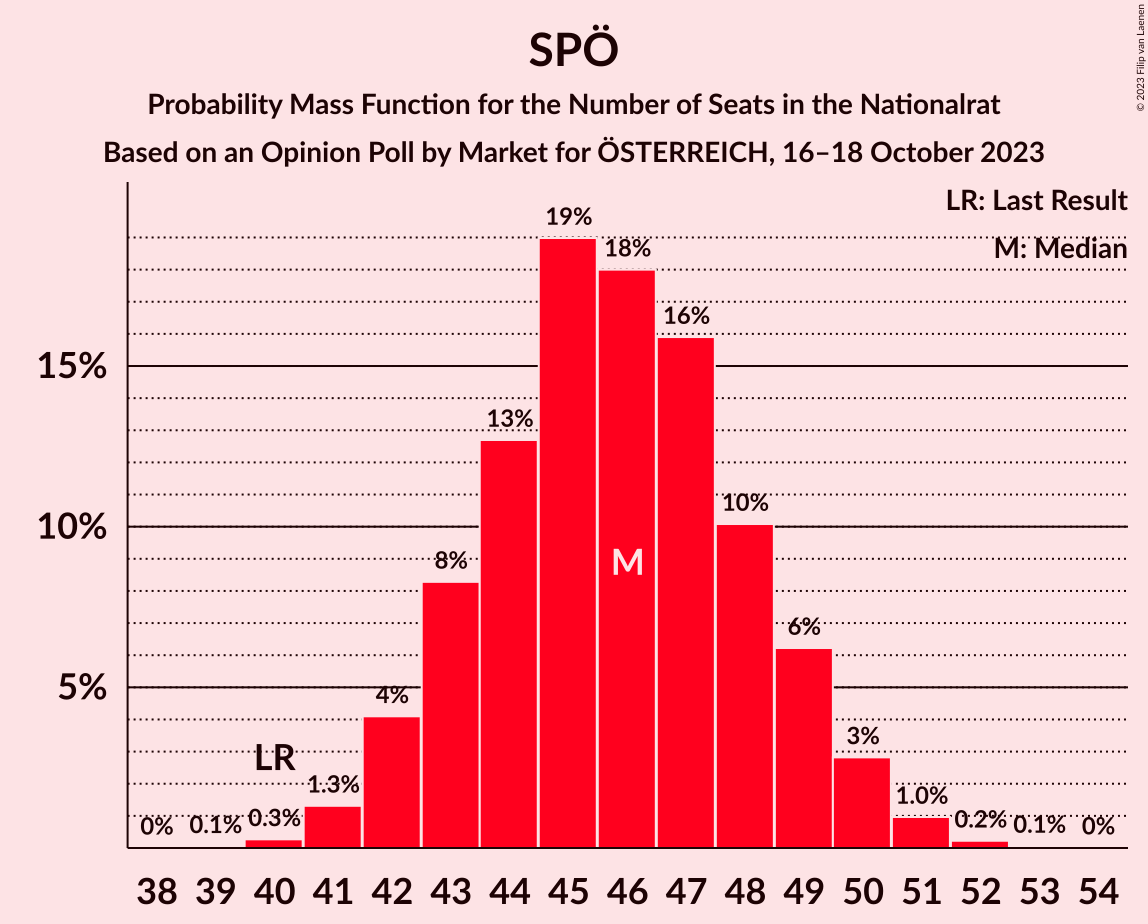 SPÖ
Probability Mass Function for the Number of Seats in the Nationalrat
Based on an Opinion Poll by Market for ÖSTERREICH, 16–18 October 2023
© 2023 Filip van Laenen
LR: Last Result
M: Median
19%
18%
16%
15%
13%
10%
10%
8%
M
6%
5%
4%
3%
LR
1.3%
1.0%
0% 0.1% 0.3% 0.2% 0.1% 0%
38 39 40 41 42 43 44 45 46 47 48 49 50 51 52 53 54